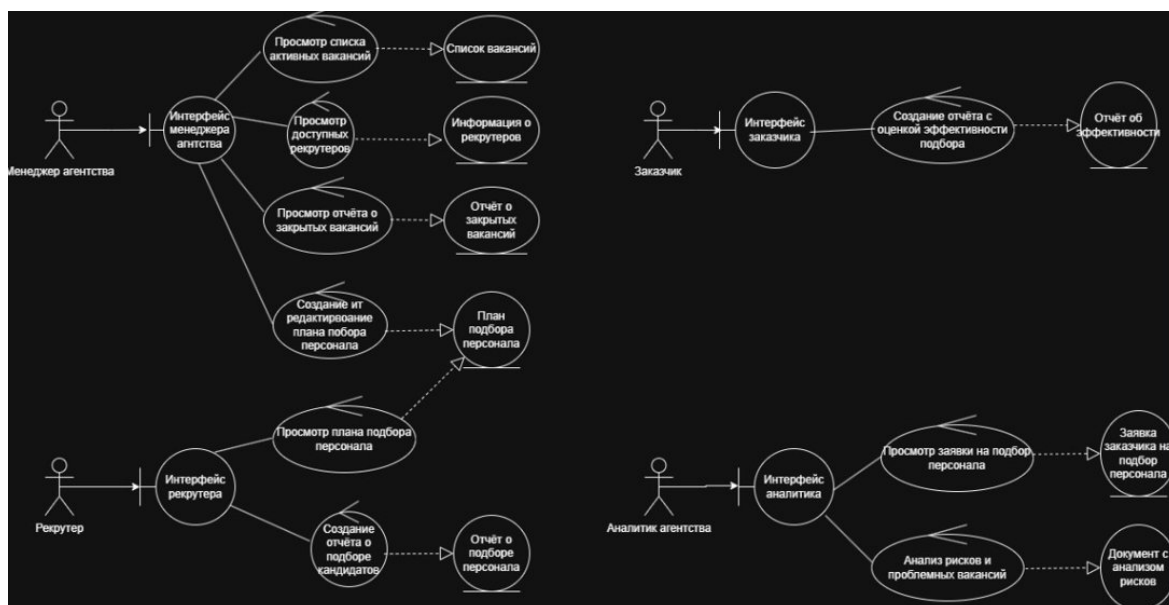 Просмотр списка
активных вакансий
Список вакансий
Интерфейс
менеджера
агнтства
Менеджер агентства
Просмотр
доступных
рекрутеров
Информация о
рекрутеров
Просмотр отчёта о
закрытых вакансий
Отчёт о
закрытых
вакансий
Создание ит
редактирвоание
плана побора
персонала
План
подбора
персонала
Заказчик
Интерфейс
заказчика
Создание отчёта с
оценкой эффективности
подбора
Отчёт об
эффективности
Рекрутер
Интерфейс
рекрутера
Просмотр плана подбора
персонала
Создание
отчёта о
подборе
кандидатов
Отчёт о
подборе
персонала
Аналитик агентства
Интерфейс
аналитика
Просмотр заявки на подбор
персонала
Заявка
заказчика на
подбор
персонала
Анализ рисков и
проблемных вакансий
Документ с
анализом
рисков